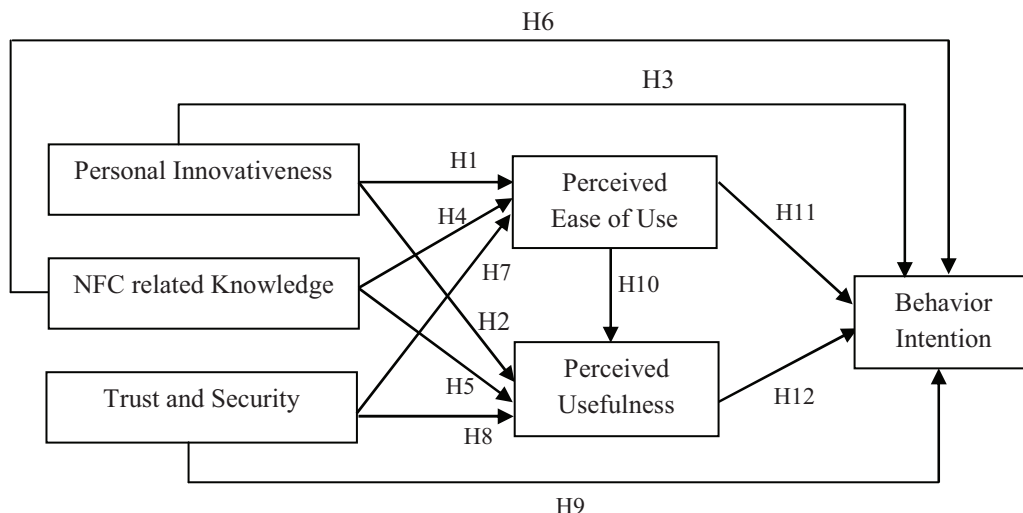 H6
H3
Personal Innovativeness
H1
Perceived
Ease of Use
H4
H11
H7
NFC related Knowledge
H10
Behavior
Intention
H2
Perceived
Usefulness
H5
Trust and Security
H12
H8
H9